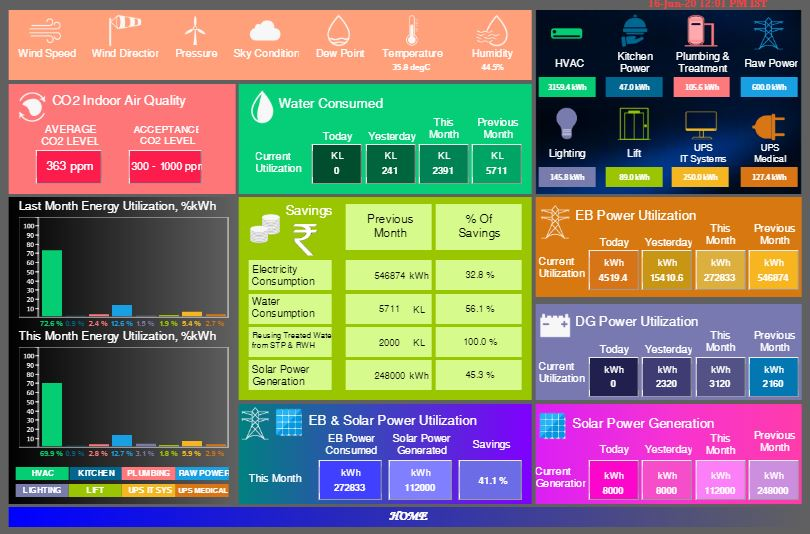 16-Jun-20 12:01 PM IST
Wind Speed
Wind Direction
Pressure
Sky Condition
Dew Point
Temperature
35.8 degC
Humidity
44.5%
HVAC
3159.4 kWh
Kitchen
Power
47.0 kWh
Plumbing &
Treatment
105.6 kWh
Raw Power
600.0 kWh
Lighting
145.8 kWh
Lift
89.0 kWh
UPS
IT Systems
250.0 kWh
UPS
Medical
127.4 kWh
CO2 Indoor Air Quality
AVERAGE
CO2 LEVEL
363 ppm
ACCEPTANCE
CO2 LEVEL
300 - 1000 ppm
Water Consumed
Today Yesterday This Month Previous Month
Current Utilization
KL KL KL KL
0 241 2391 5711
Last Month Energy Utilization, %kWh
100
90
80
70
60
50
40
30
20
10
72.6 % 0.9 % 2.4 % 12.6 % 1.5 % 1.9 % 5.4 % 2.7 %
This Month Energy Utilization, %kWh
100
90
80
70
60
50
40
30
20
10
69.9 % 0.9 % 2.8 % 12.7 % 3.1 % 1.8 % 5.9 % 2.9 %
HVAC KITCHEN PLUMBING RAW POWER
LIGHTING LIFT UPS IT SYS UPS MEDICAL
Savings
₹
Previous Month
% Of Savings
Electricity Consumption 546874 kWh 32.8 %
Water Consumption 5711 KL 56.1 %
Reusing Treated Wate from STP & RWH 2000 KL 100.0 %
Solar Power Generation 248000 kWh 45.3 %
EB Power Utilization
Today Yesterday This Month Previous Month
Current Utilization
kWh kWh kWh kWh
4519.4 15410.6 272833 546874
DG Power Utilization
Today Yesterday This Month Previous Month
Current Utilization
kWh kWh kWh kWh
0 2320 3120 2160
EB & Solar Power Utilization
EB Power Consumed Solar Power Generated Savings
This Month
kWh kWh
272833 112000 41.1 %
Solar Power Generation
Today Yesterday This Month Previous Month
Current Generation
kWh kWh kWh kWh
8000 8000 112000 248000
HOME